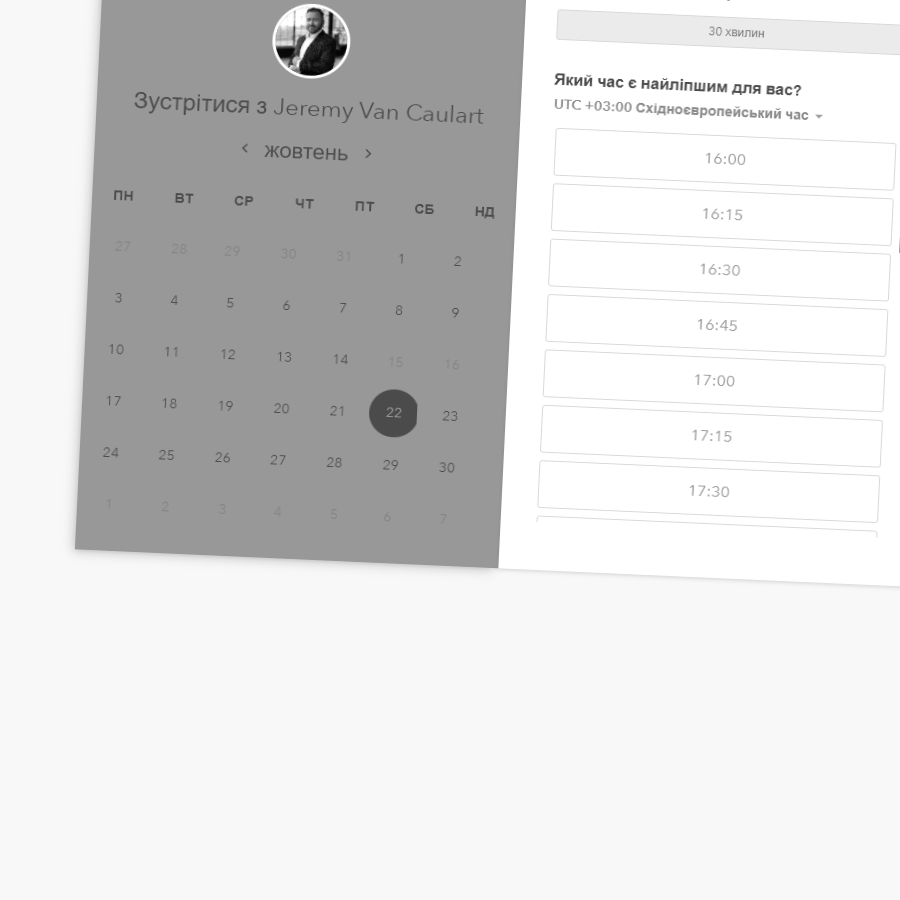 Зустрітися з Jeremy Van Caulart
жовтень
ПН ВТ СР ЧТ ПТ СБ НД
27 28 29 30 31 1 2
3 4 5 6 7 8 9
10 11 12 13 14 15 16
17 18 19 20 21 22 23
24 25 26 27 28 29 30
1 2 3 4 5 6 7
30 хвилин
Який час є найліпшим для вас?
UTC +03:00 Східноєвропейський час
16:00
16:15
16:30
16:45
17:00
17:15
17:30